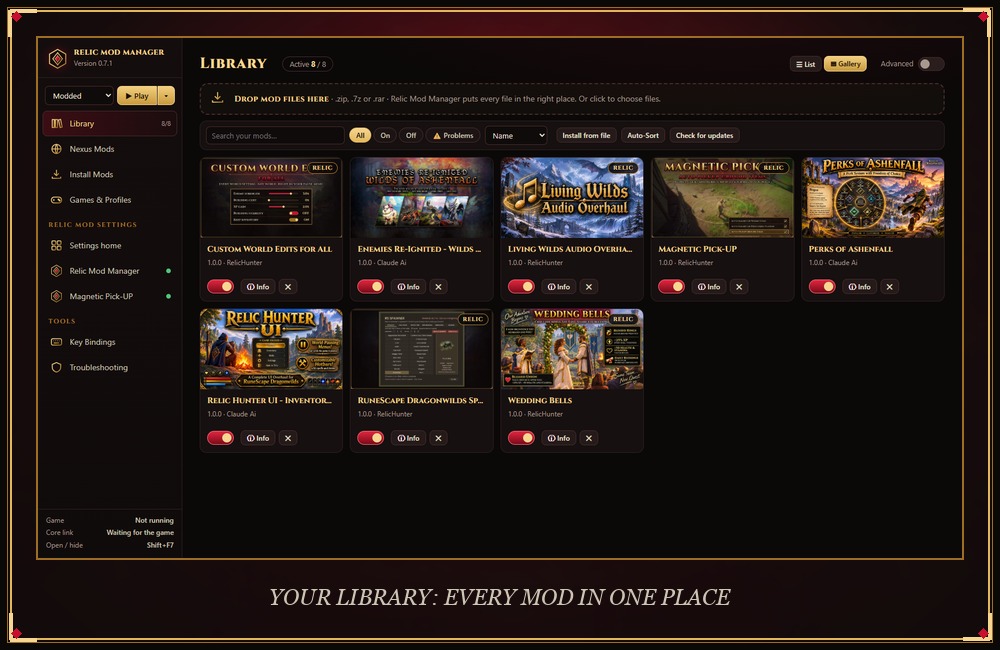 RELIC MOD MANAGER
Version 0.7.1
Modded
Play
Library 8/8
Nexus Mods
Install Mods
Games & Profiles
RELIC MOD SETTINGS
Settings home
Relic Mod Manager
Magnetic Pick-UP
TOOLS
Key Bindings
Troubleshooting
Game Not running
Core link Waiting for the game
Open / hide Shift+F7
LIBRARY
Active 8 / 8
List
Gallery
Advanced
DROP MOD FILES HERE · .zip, .7z or .rar · Relic Mod Manager puts every file in the right place. Or click to choose files.
Search your mods...
All
On
Off
Problems
Name
Install from file
Auto-Sort
Check for updates
CUSTOM WORLD E
RELIC
CUSTOM WORLD EDITS FOR ALL
1.0.0 · RelicHunter
Info
ENEMIES RE-IGNITED
WILDS OF ASHENFALL
ENEMIES RE-IGNITED - WILDS ...
1.0.0 · Claude Ai
Info
RELIC
Living Wilds
Audio Overhaul
LIVING WILDS AUDIO OVERHA...
1.0.0 · RelicHunter
Info
MAGNETIC PICK
RELIC
MAGNETIC PICK-UP
1.0.0 · RelicHunter
Info
PERKS OF ASHENFALL
PERKS OF ASHENFALL
1.0.0 · Claude Ai
Info
RELIC HUNTER
UI
RUNESCAPE DRAGONWILDS
RELIC HUNTER UI - INVENTOR...
1.0.0 · Claude Ai
Info
RELIC
RUNESCAPE DRAGONWILDS SP...
1.0.0 · RelicHunter
Info
WEDDING BELLS
RELIC
WEDDING BELLS
1.0.0 · RelicHunter
Info
YOUR LIBRARY: EVERY MOD IN ONE PLACE